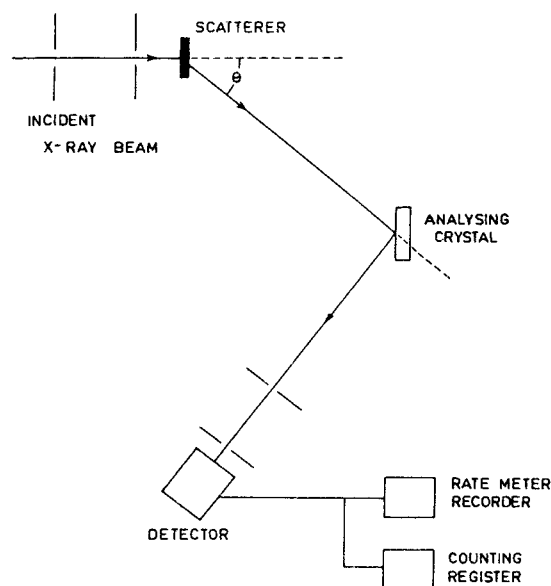 SCATTERER
θ
INCIDENT
X-RAY BEAM
ANALYSING
CRYSTAL
DETECTOR
RATE METER
RECORDER
COUNTING
REGISTER